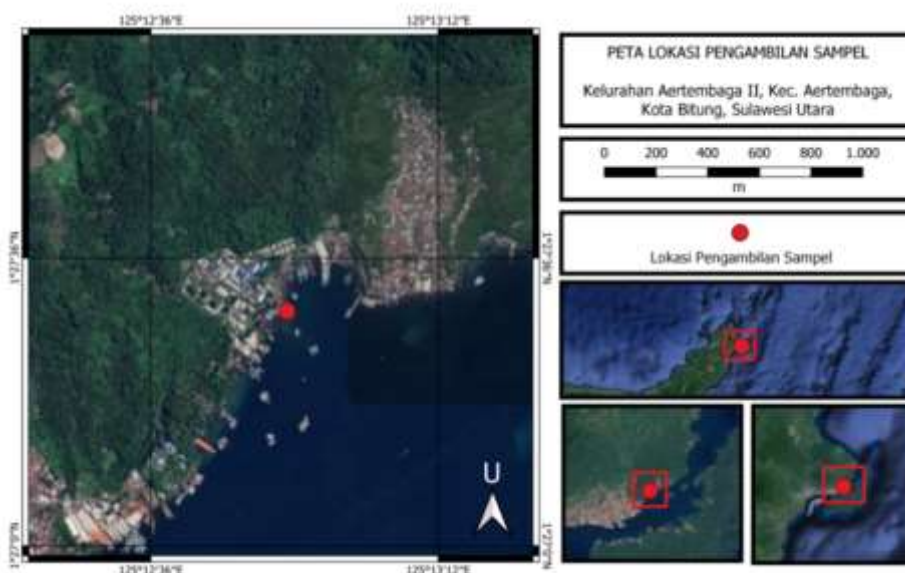 125°12'36"E 125°13'12"E
PETA LOKASI PENGAMBILAN SAMPEL
Kelurahan Aertembaga II, Kec. Aertembaga,
Kota Bitung, Sulawesi Utara
0 200 400 600 800 1.000
m
Lokasi Pengambilan Sampel
1°27'36"N 1°27'36"N
U
1°27'0"N 1°27'0"N
125°12'36"E 125°13'12"E